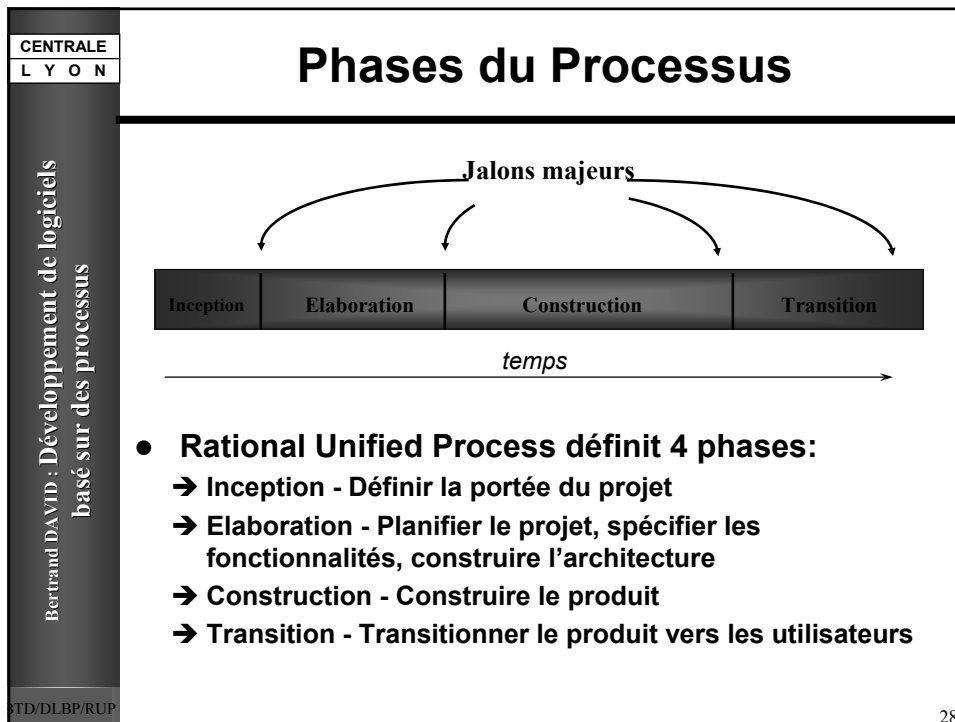 CENTRALE
L Y O N
Phases du Processus
Bertrand DAVID : Développement de logiciels
basé sur des processus
Jalons majeurs
Inception Elaboration Construction Transition
temps
● Rational Unified Process définit 4 phases:
➔ Inception - Définir la portée du projet
➔ Elaboration - Planifier le projet, spécifier les
fonctionnalités, construire l’architecture
➔ Construction - Construire le produit
➔ Transition - Transitionner le produit vers les utilisateurs
TD/DLBP/RUP
28